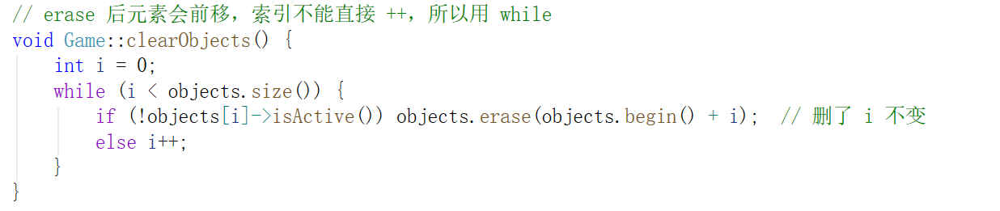 // erase 后元素会前移，索引不能直接 ++，所以用 while
void Game::clearObjects() {
    int i = 0;
    while (i < objects.size()) {
        if (!objects[i]->isActive()) objects.erase(objects.begin() + i);  // 删了 i 不变
        else i++;
    }
}